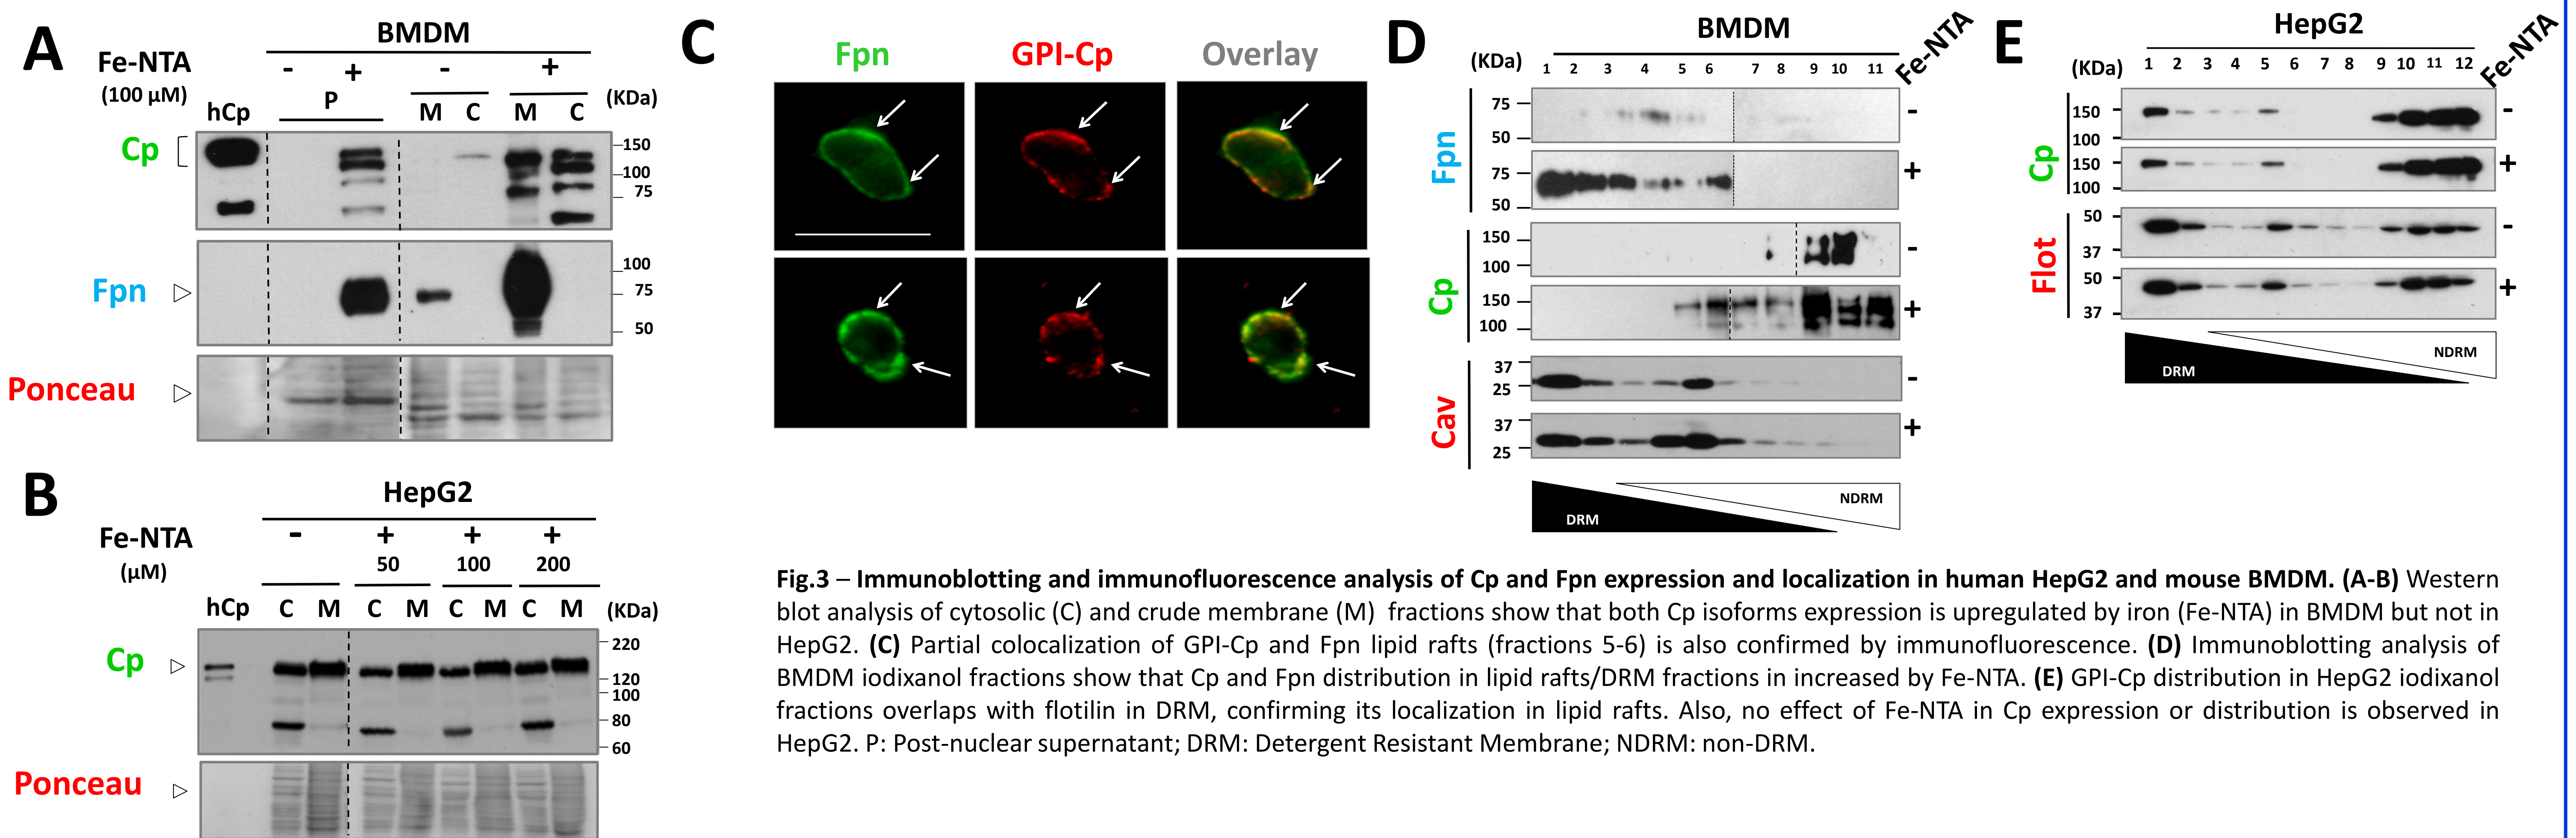 A
BMDM
Fe-NTA
(100 µM)
- + - +
P
hCp
M C M C
(KDa)
Cp
150
100
75
Fpn
100
75
50
Ponceau
B
HepG2
Fe-NTA
(µM)
- + + +
50 100 200
hCp C M C M C M C M (KDa)
Cp
220
120
100
80
60
Ponceau
C
Fpn GPI-Cp Overlay
D
BMDM
Fe-NTA
(KDa) 1 2 3 4 5 6 7 8 9 10 11
Fpn
75
50
-
75
50
+
Cp
150
100
-
150
100
+
Cav
37
25
-
37
25
+
DRM
NDRM
E
HepG2
Fe-NTA
(KDa) 1 2 3 4 5 6 7 8 9 10 11 12
Cp
150
100
-
150
100
+
Flot
50
37
-
50
37
+
DRM
NDRM
Fig.3 – Immunoblotting and immunofluorescence analysis of Cp and Fpn expression and localization in human HepG2 and mouse BMDM. (A-B) Western
blot analysis of cytosolic (C) and crude membrane (M) fractions show that both Cp isoforms expression is upregulated by iron (Fe-NTA) in BMDM but not in
HepG2. (C) Partial colocalization of GPI-Cp and Fpn lipid rafts (fractions 5-6) is also confirmed by immunofluorescence. (D) Immunoblotting analysis of
BMDM iodixanol fractions show that Cp and Fpn distribution in lipid rafts/DRM fractions in increased by Fe-NTA. (E) GPI-Cp distribution in HepG2 iodixanol
fractions overlaps with flotilin in DRM, confirming its localization in lipid rafts. Also, no effect of Fe-NTA in Cp expression or distribution is observed in
HepG2. P: Post-nuclear supernatant; DRM: Detergent Resistant Membrane; NDRM: non-DRM.